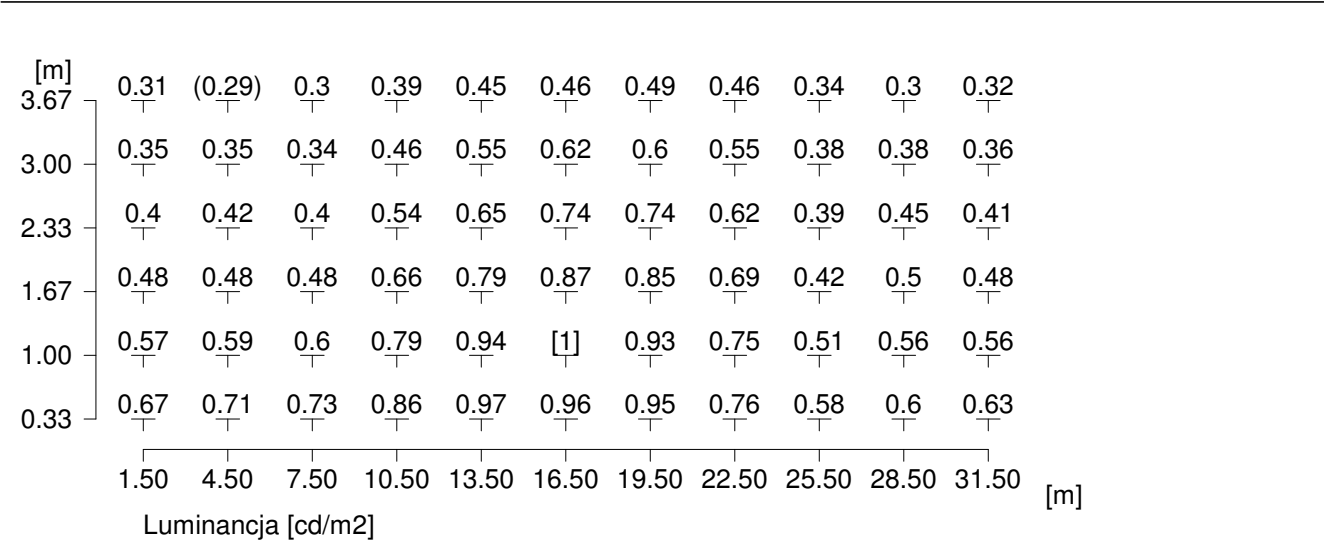 [m]
0.31 (0.29) 0.3 0.39 0.45 0.46 0.49 0.46 0.34 0.3 0.32
3.67
0.35 0.35 0.34 0.46 0.55 0.62 0.6 0.55 0.38 0.38 0.36
3.00
0.4 0.42 0.4 0.54 0.65 0.74 0.74 0.62 0.39 0.45 0.41
2.33
0.48 0.48 0.48 0.66 0.79 0.87 0.85 0.69 0.42 0.5 0.48
1.67
0.57 0.59 0.6 0.79 0.94 [1] 0.93 0.75 0.51 0.56 0.56
1.00
0.67 0.71 0.73 0.86 0.97 0.96 0.95 0.76 0.58 0.6 0.63
0.33
1.50 4.50 7.50 10.50 13.50 16.50 19.50 22.50 25.50 28.50 31.50
[m]
Luminancja [cd/m2]